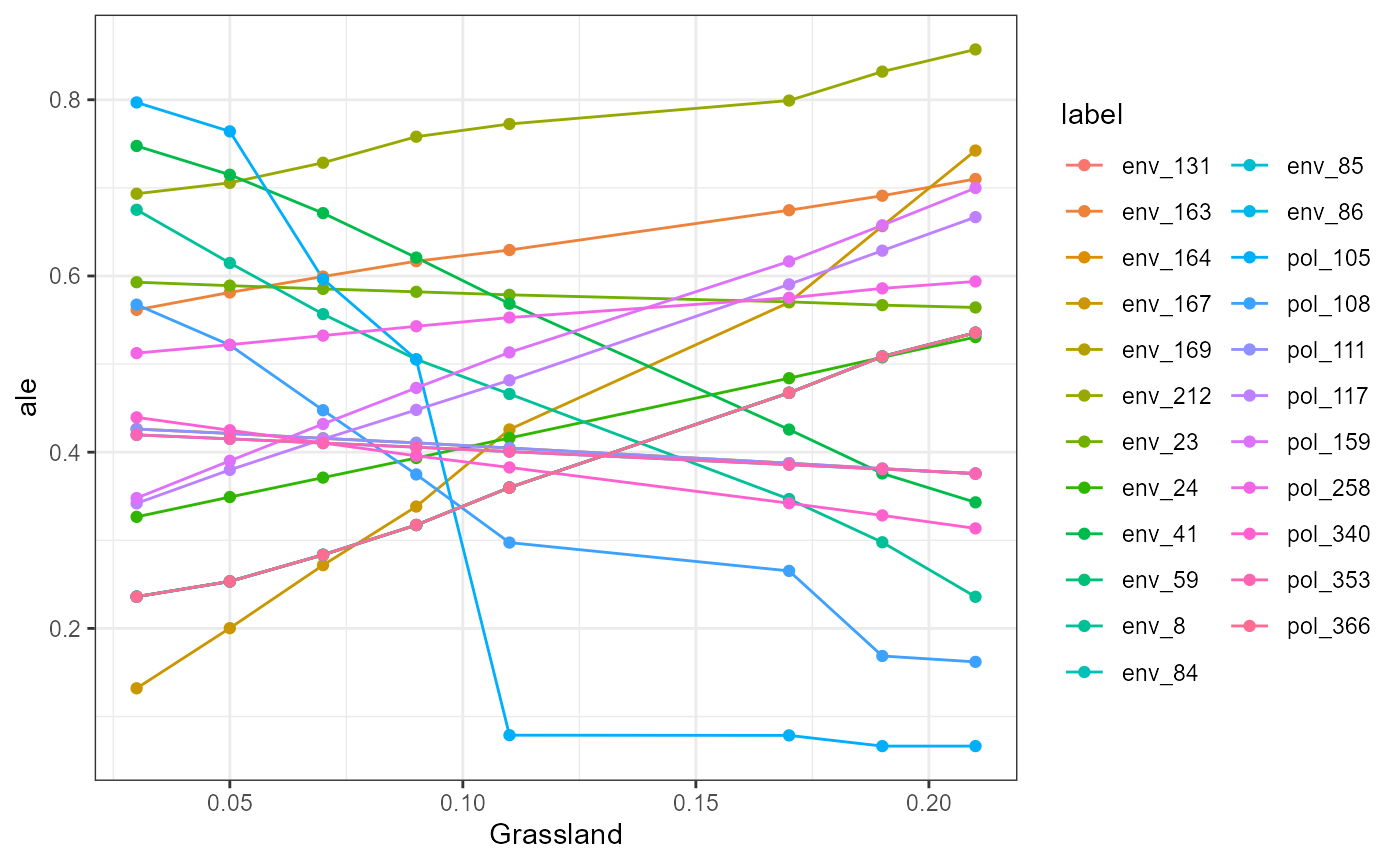 0.8
0.6
0.4
0.2
ale
0.05
0.10
0.15
0.20
Grassland
label
env_131
env_163
env_164
env_167
env_169
env_212
env_23
env_24
env_41
env_59
env_8
env_84
env_85
env_86
pol_105
pol_108
pol_111
pol_117
pol_159
pol_258
pol_340
pol_353
pol_366